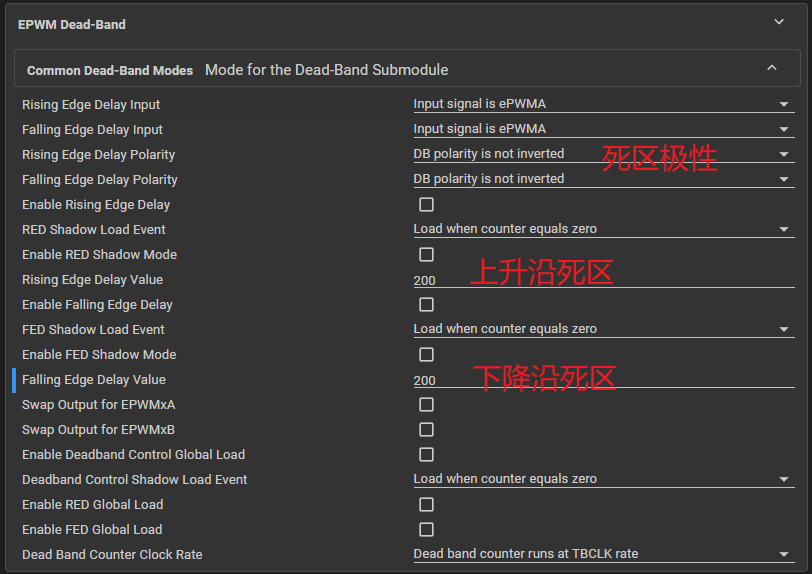 EPWM Dead-Band
Common Dead-Band Modes Mode for the Dead-Band Submodule
Rising Edge Delay Input Input signal is ePWMA
Falling Edge Delay Input Input signal is ePWMA
Rising Edge Delay Polarity DB polarity is not inverted 死区极性
Falling Edge Delay Polarity DB polarity is not inverted
Enable Rising Edge Delay
RED Shadow Load Event Load when counter equals zero
Enable RED Shadow Mode
Rising Edge Delay Value 200 上升沿死区
Enable Falling Edge Delay
FED Shadow Load Event Load when counter equals zero
Enable FED Shadow Mode
Falling Edge Delay Value 200 下降沿死区
Swap Output for EPWMxA
Swap Output for EPWMxB
Enable Deadband Control Global Load
Deadband Control Shadow Load Event Load when counter equals zero
Enable RED Global Load
Enable FED Global Load
Dead Band Counter Clock Rate Dead band counter runs at TBCLK rate